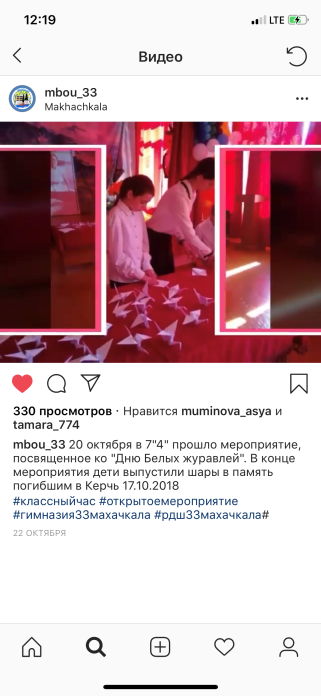 12:19
LTE
Видео
mbou_33
Makhachkala
330 просмотров · Нравится muminova_asya и
tamara_774
mbou_33 20 октября в 7"4" прошло мероприятие,
посвященное ко "Дню Белых журавлей". В конце
мероприятия дети выпустили шары в память
погибшим в Керчь 17.10.2018
#классныйчас #открытоемероприятие
#гимназия33махачкала #рдш33махачкала#
22 ОКТЯБРЯ